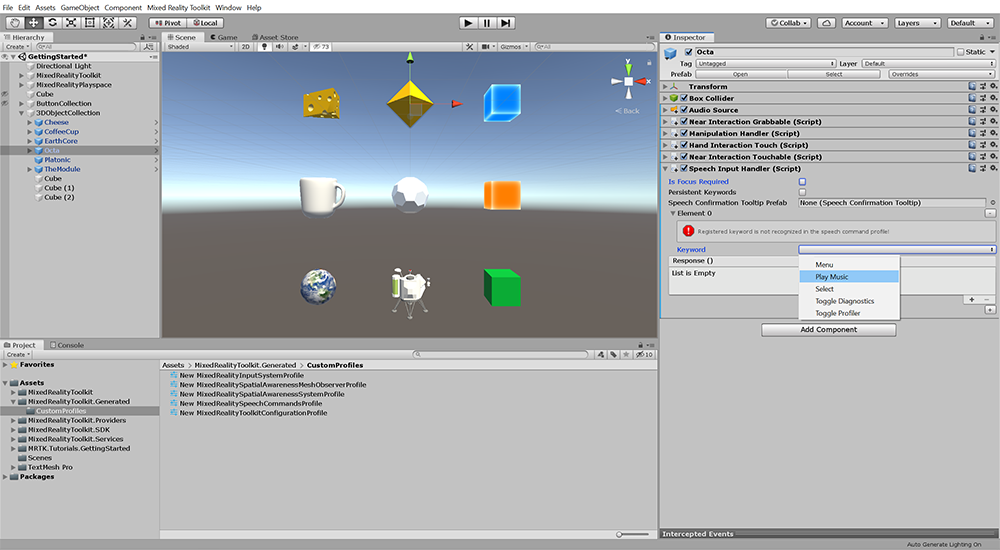 File Edit Assets GameObject Component Mixed Reality Toolkit Window Help
Pivot Local
Collab Account Layers Default
Hierarchy
Create All
GettingStarted*
Directional Light
MixedRealityToolkit
MixedRealityPlayspace
Cube
ButtonCollection
3DObjectCollection
Cheese
CoffeeCup
EarthCore
Octa
Platonic
TheModule
Cube
Cube (1)
Cube (2)
Scene Game Asset Store
Shaded 2D 73 Gizmos All
y
x
Back
Inspector
Octa Static
Tag Untagged Layer Default
Prefab Open Select Overrides
Transform
Box Collider
Audio Source
Near Interaction Grabbable (Script)
Manipulation Handler (Script)
Hand Interaction Touch (Script)
Near Interaction Touchable (Script)
Speech Input Handler (Script)
Is Focus Required
Persistent Keywords
Speech Confirmation Tooltip Prefab None (Speech Confirmation Tooltip)
Element 0
Registered keyword is not recognized in the speech command profile!
Keyword
Response ()
List is Empty
Menu
Play Music
Select
Toggle Diagnostics
Toggle Profiler
Add Component
Project Console
Create 10
Favorites
Assets
MixedRealityToolkit
MixedRealityToolkit.Generated
CustomProfiles
MixedRealityToolkit.Providers
MixedRealityToolkit.SDK
MixedRealityToolkit.Services
MRTK.Tutorials.GettingStarted
Scenes
TextMesh Pro
Packages
Assets > MixedRealityToolkit.Generated > CustomProfiles
New MixedRealityInputSystemProfile
New MixedRealitySpatialAwarenessMeshObserverProfile
New MixedRealitySpatialAwarenessSystemProfile
New MixedRealitySpeechCommandsProfile
New MixedRealityToolkitConfigurationProfile
Intercepted Events
Auto Generate Lighting On